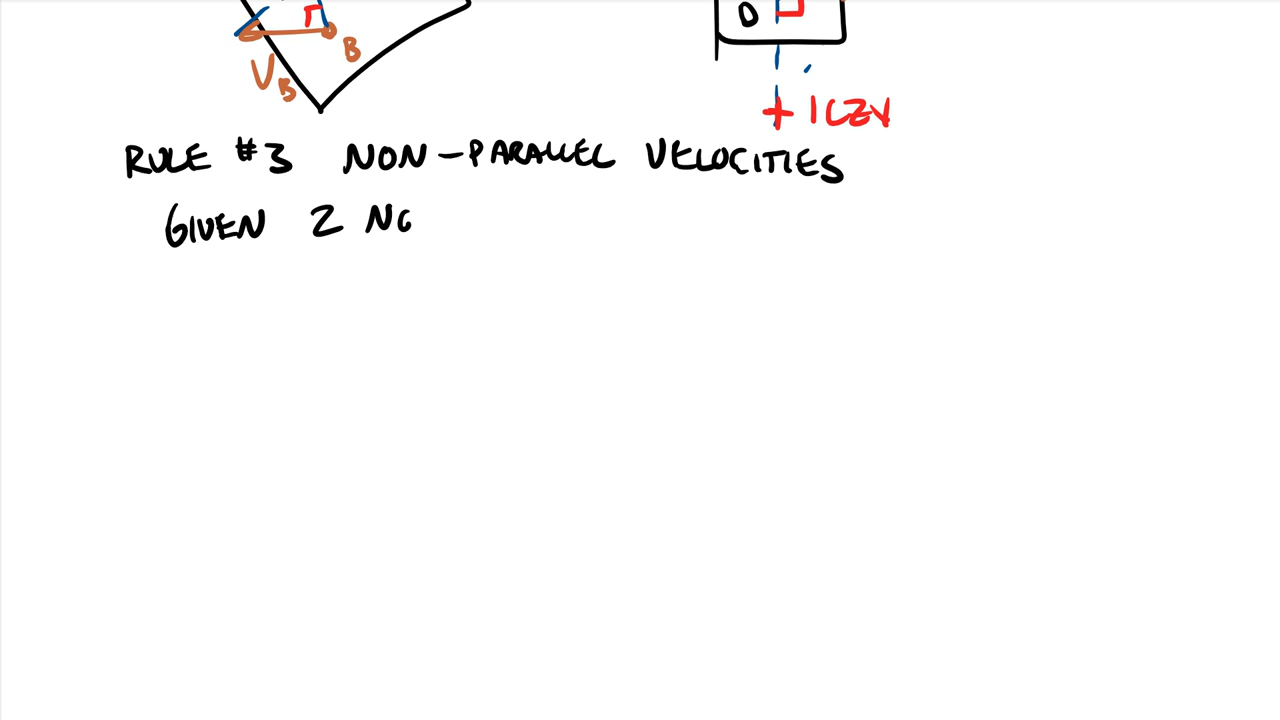 B
D
VB
+ ICZV
RULE #3 NON-PARALLEL VELOCITIES
GIVEN 2 NO